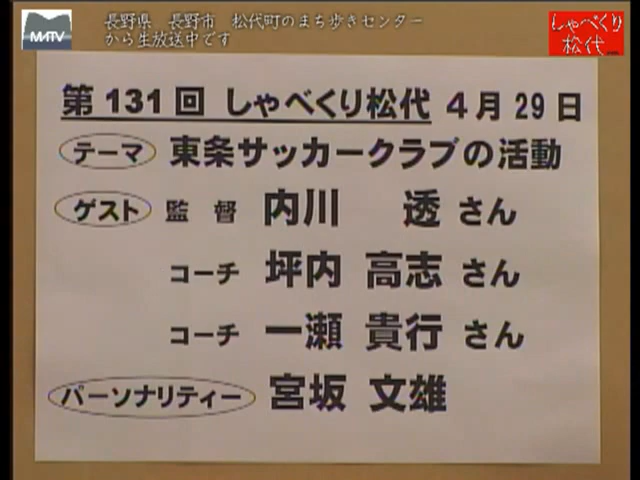 MATV
長野県 長野市 松代町のまち歩きセンター
から生放送中です
しゃべくり
松代
第131回 しゃべくり松代 4月29日
テーマ 東条サッカークラブの活動
ゲスト 監督 内川 透 さん
コーチ 坪内 高志 さん
コーチ 一瀬 貴行 さん
パーソナリティー 宮坂 文雄